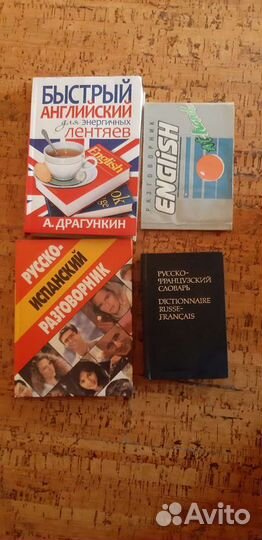 БЫСТРЫЙ
АНГЛИЙСКИЙ
для энергичных
ЛЕНТЯЕВ
English
OK
А. ДРАГУНКИН
РАЗГОВОРНИК
ENGLISH
РУССКО-
ИСПАНСКИЙ
РАЗГОВОРНИК
РУССКО-
ФРАНЦУЗСКИЙ
СЛОВАРЬ
DICTIONNAIRE
RUSSE-
FRANÇAIS
Avito